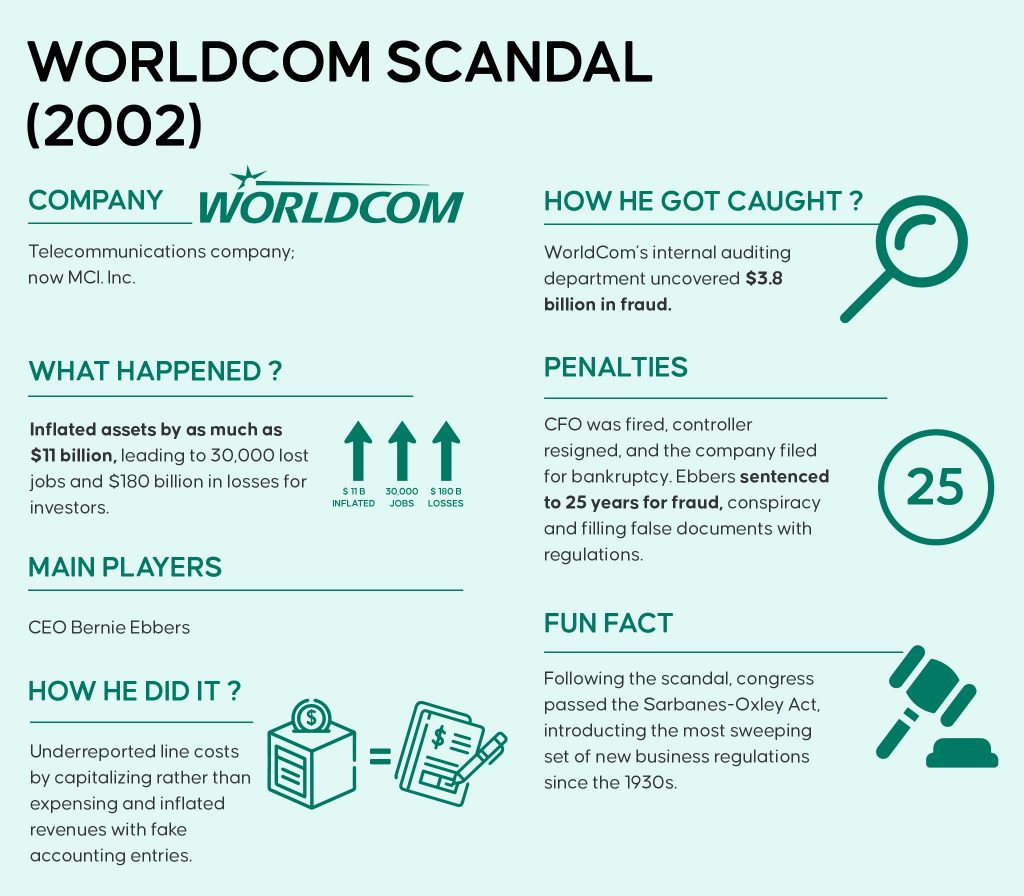 WORLDCOM SCANDAL
(2002)
COMPANY
WORLDCOM
Telecommunications company;
now MCI. Inc.
WHAT HAPPENED ?
Inflated assets by as much as
$11 billion, leading to 30,000 lost
jobs and $180 billion in losses for
investors.
$ 11 B
INFLATED
30,000
JOBS
$ 180 B
LOSSES
MAIN PLAYERS
CEO Bernie Ebbers
HOW HE DID IT ?
Underreported line costs
by capitalizing rather than
expensing and inflated
revenues with fake
accounting entries.
$
=
$
HOW HE GOT CAUGHT ?
WorldCom's internal auditing
department uncovered $3.8
billion in fraud.
PENALTIES
CFO was fired, controller
resigned, and the company filed
for bankruptcy. Ebbers sentenced
to 25 years for fraud, conspiracy
and filling false documents with
regulations.
25
FUN FACT
Following the scandal, congress
passed the Sarbanes-Oxley Act,
introducting the most sweeping
set of new business regulations
since the 1930s.